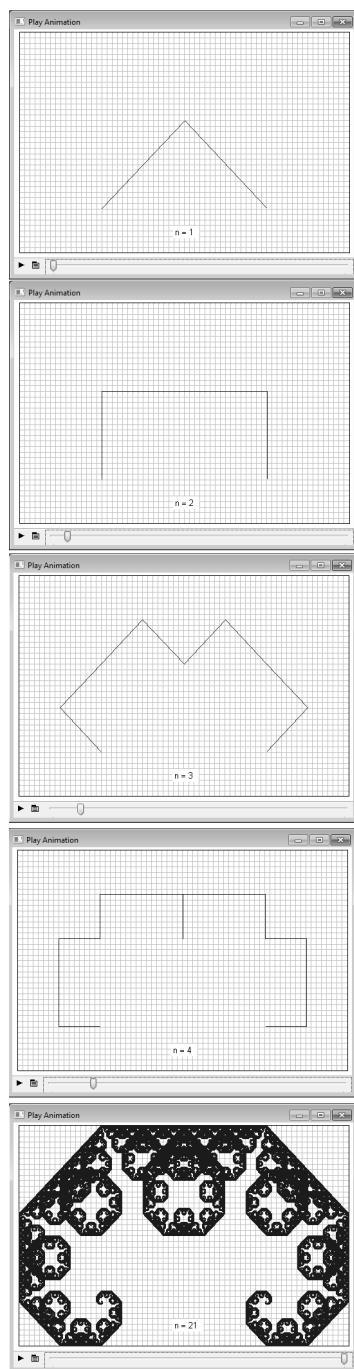 Play Animation
n = 1
Play Animation
n = 2
Play Animation
n = 3
Play Animation
n = 4
Play Animation
n = 21